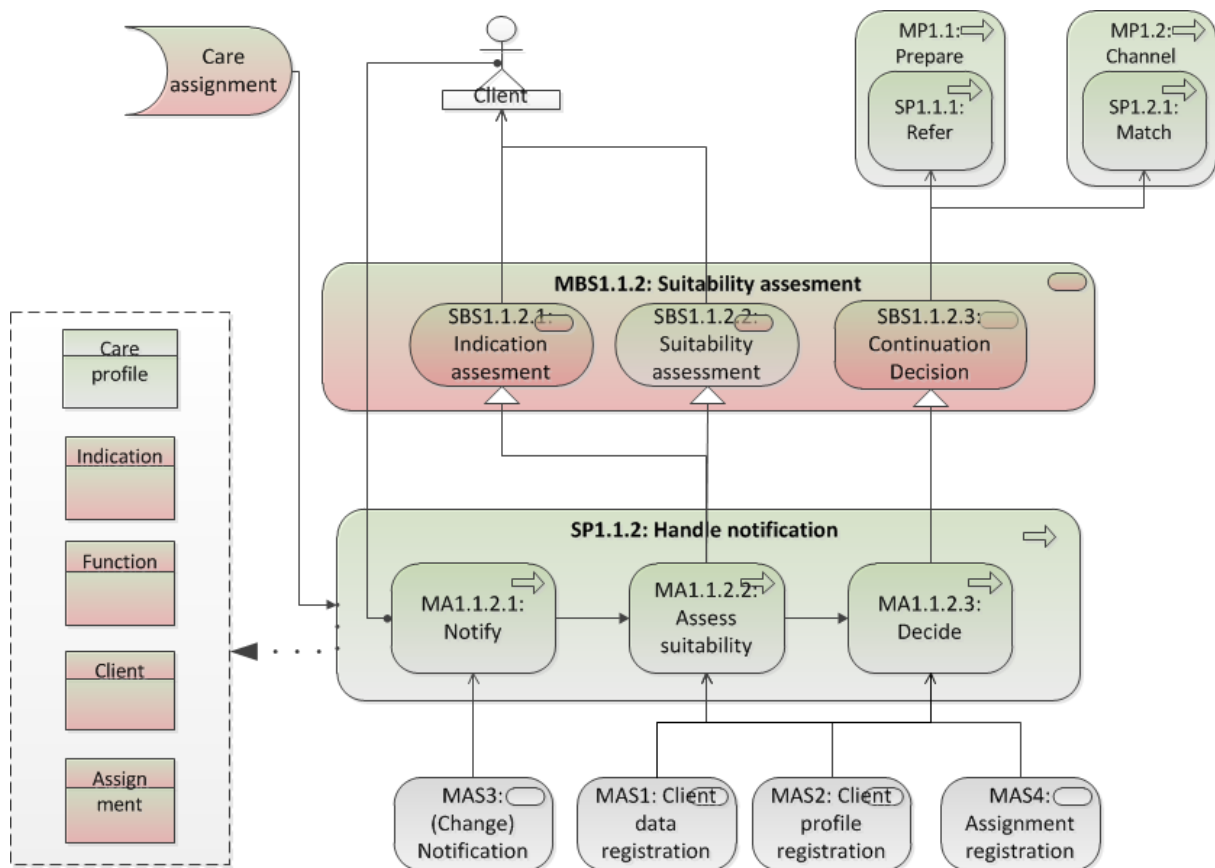 Care
assignment
Client
MP1.1:
Prepare
SP1.1.1:
Refer
MP1.2:
Channel
SP1.2.1:
Match
MBS1.1.2: Suitability assesment
SBS1.1.2.1:
Indication
assesment
SBS1.1.2.2:
Suitability
assessment
SBS1.1.2.3:
Continuation
Decision
Care
profile
Indication
Function
Client
Assign
ment
SP1.1.2: Handle notification
MA1.1.2.1:
Notify
MA1.1.2.2:
Assess
suitability
MA1.1.2.3:
Decide
MAS3:
(Change)
Notification
MAS1: Client
data
registration
MAS2: Client
profile
registration
MAS4:
Assignment
registration